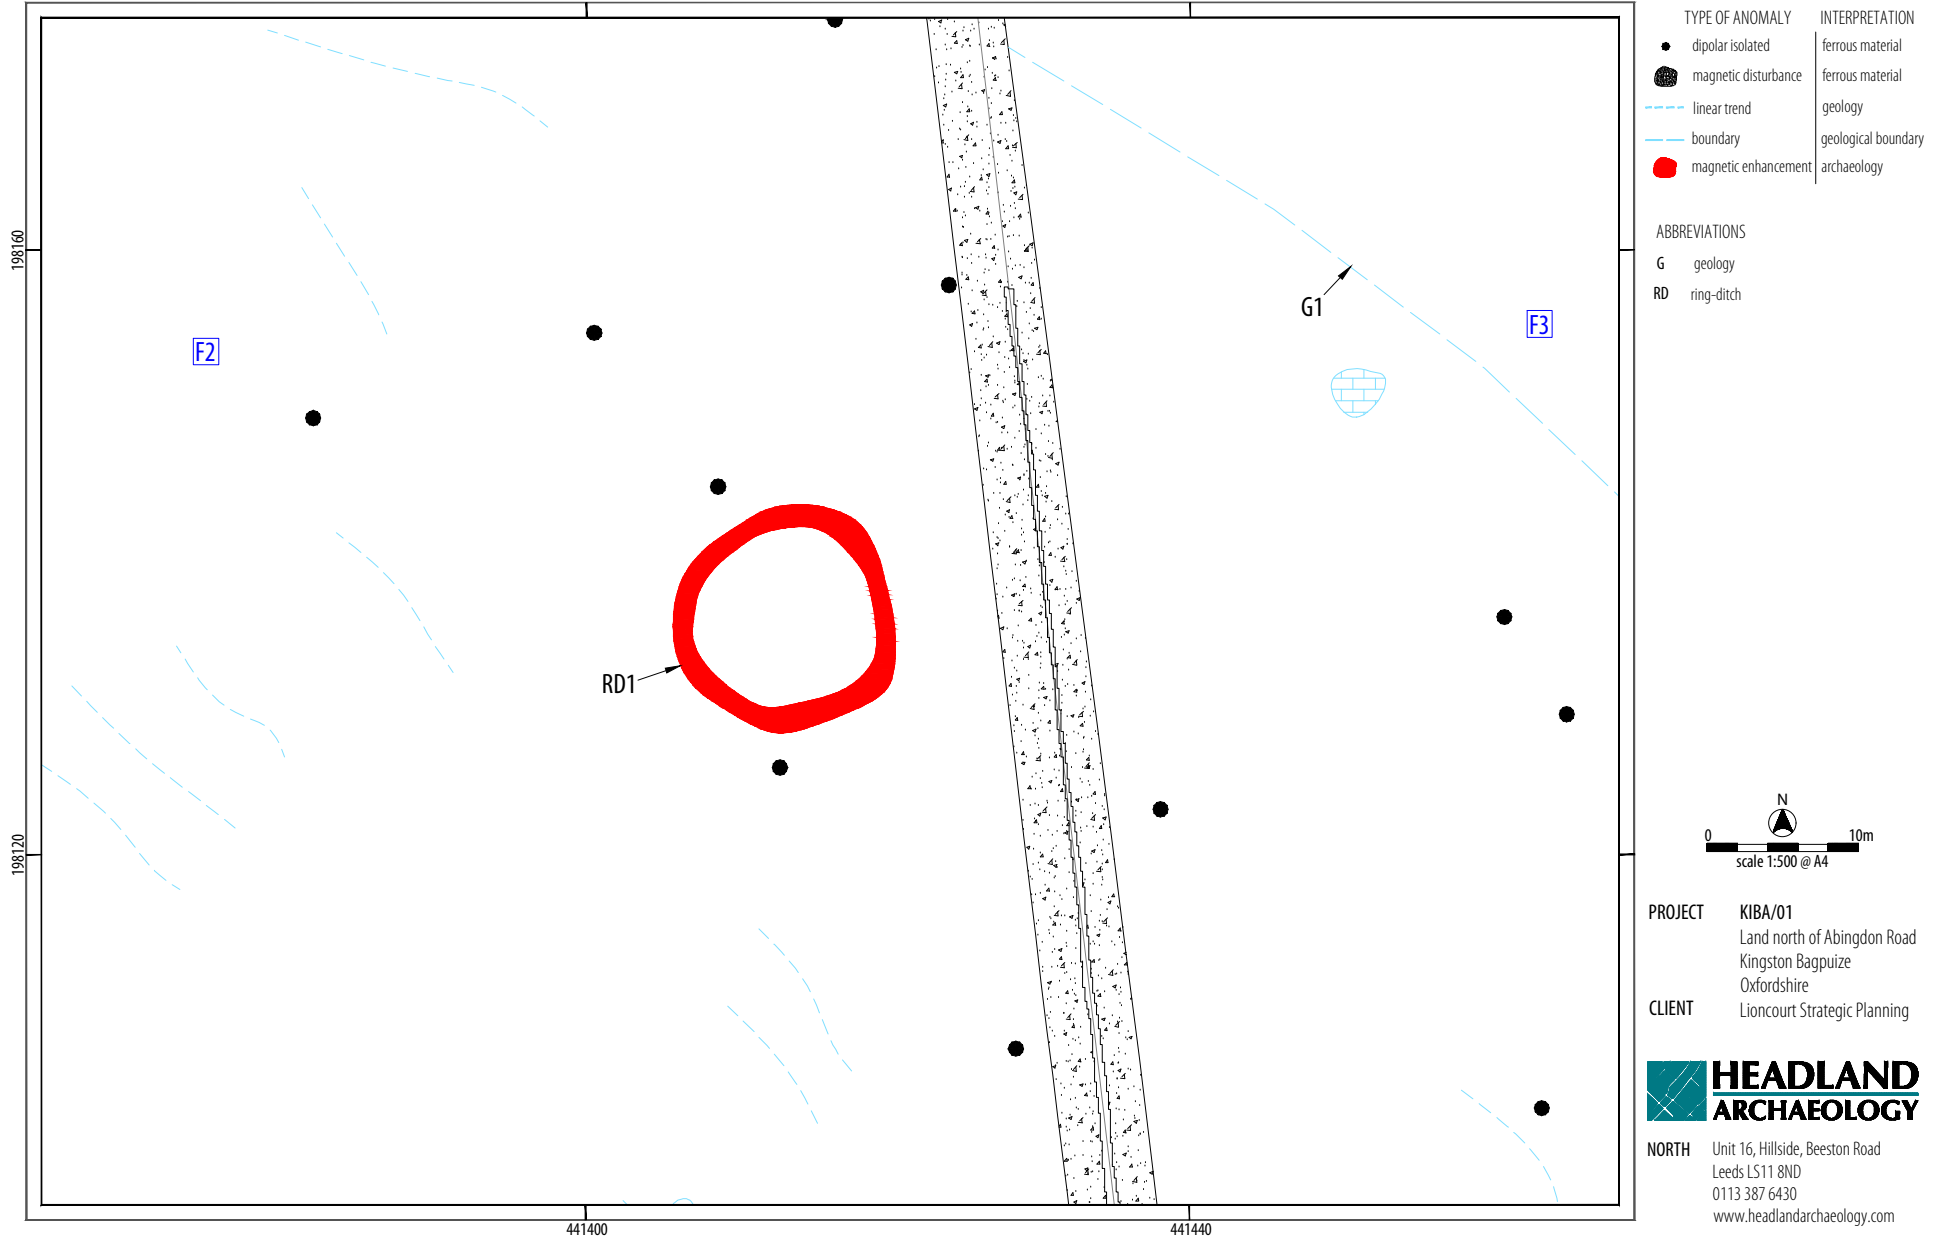 TYPE OF ANOMALY INTERPRETATION
dipolar isolated ferrous material
magnetic disturbance ferrous material
linear trend geology
boundary geological boundary
magnetic enhancement archaeology
ABBREVIATIONS
G geology
RD ring-ditch
198160
198120
441400
441440
F2
F3
G1
RD1
N
0 10m
scale 1:500 @ A4
PROJECT KIBA/01
Land north of Abingdon Road
Kingston Bagpuize
Oxfordshire
CLIENT Lioncourt Strategic Planning
HEADLAND
ARCHAEOLOGY
NORTH Unit 16, Hillside, Beeston Road
Leeds LS11 8ND
0113 387 6430
www.headlandarchaeology.com